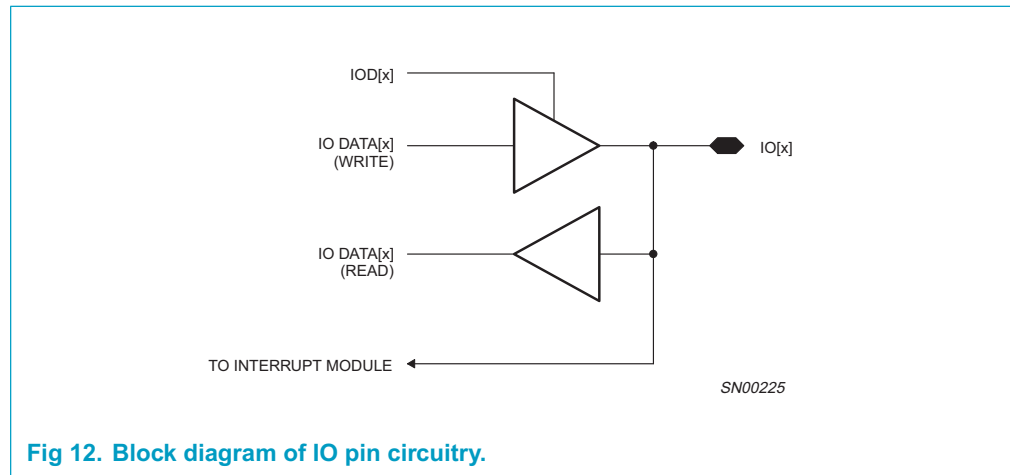 IOD[x]
IO DATA[x]
(WRITE)
IO[x]
IO DATA[x]
(READ)
TO INTERRUPT MODULE
SN00225
Fig 12. Block diagram of IO pin circuitry.